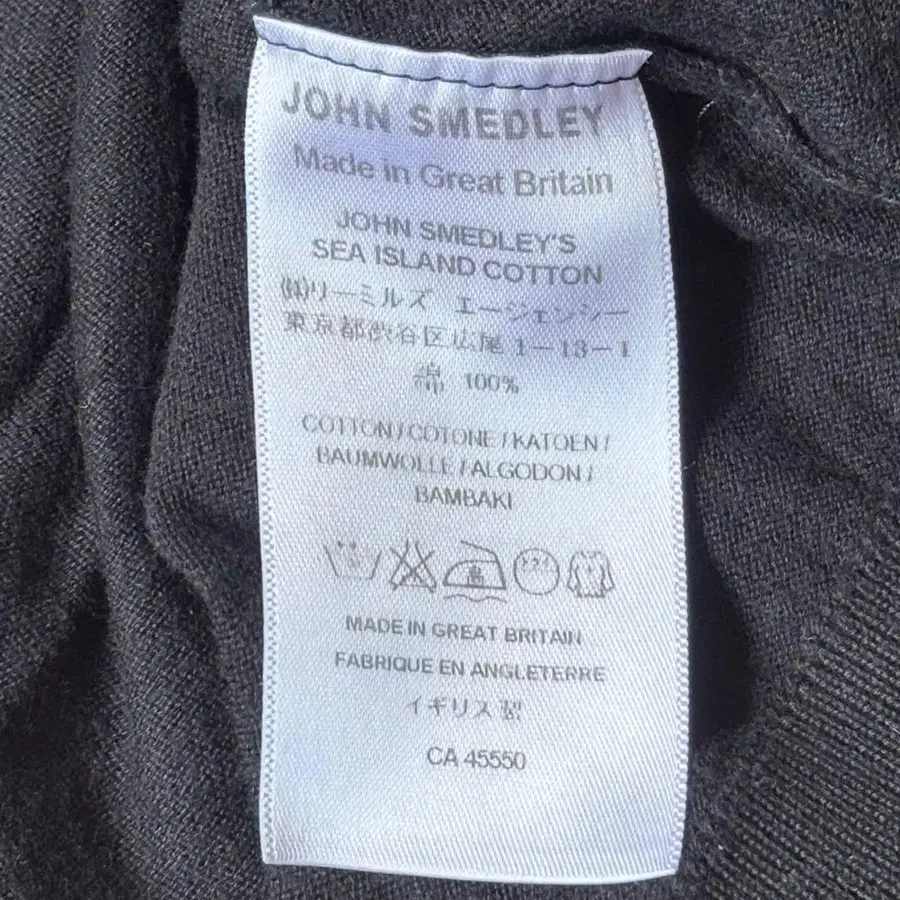 JOHN SMEDLEY
Made in Great Britain
JOHN SMEDLEY'S
SEA ISLAND COTTON
㈱リーミルズ エージェンシー
東京都渋谷区広尾 1-13-1
綿 100%
COTTON / COTONE / KATOEN /
BAUMWOLLE / ALGODON /
BAMBAKI
MADE IN GREAT BRITAIN
FABRIQUE EN ANGLETERRE
イギリス製
CA 45550